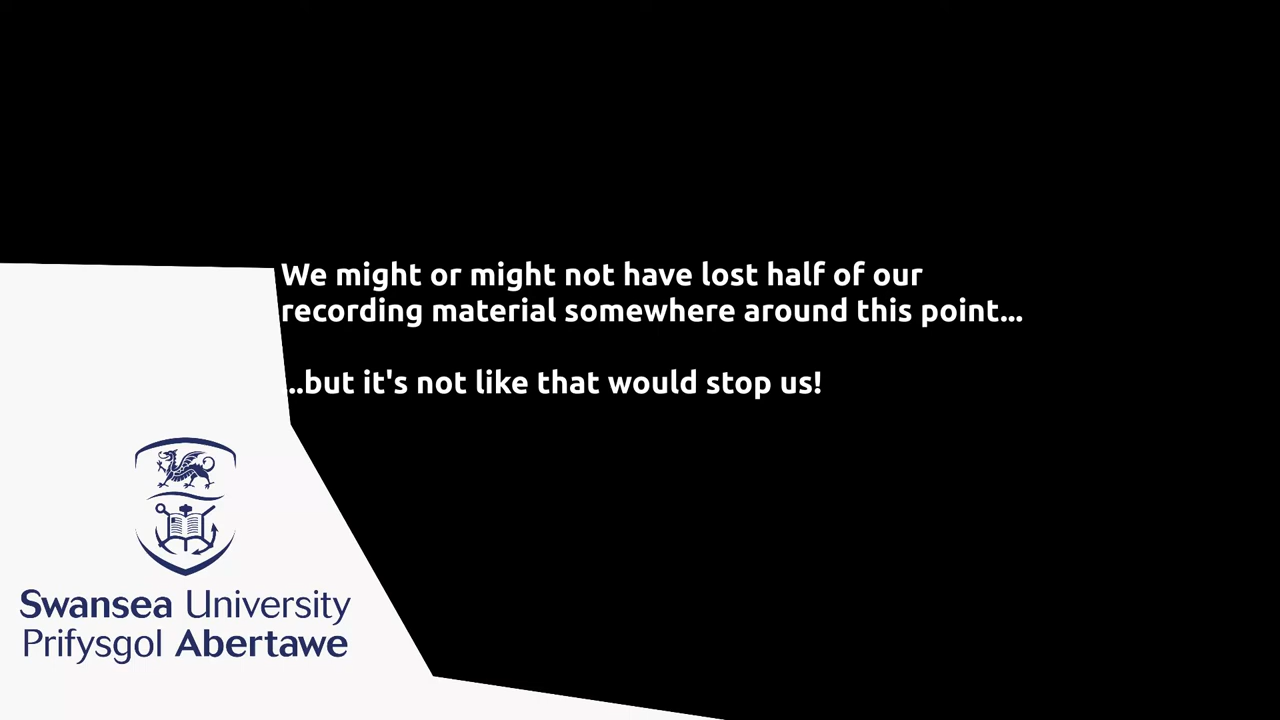 We might or might not have lost half of our
recording material somewhere around this point...
..but it's not like that would stop us!
Swansea University
Prifysgol Abertawe